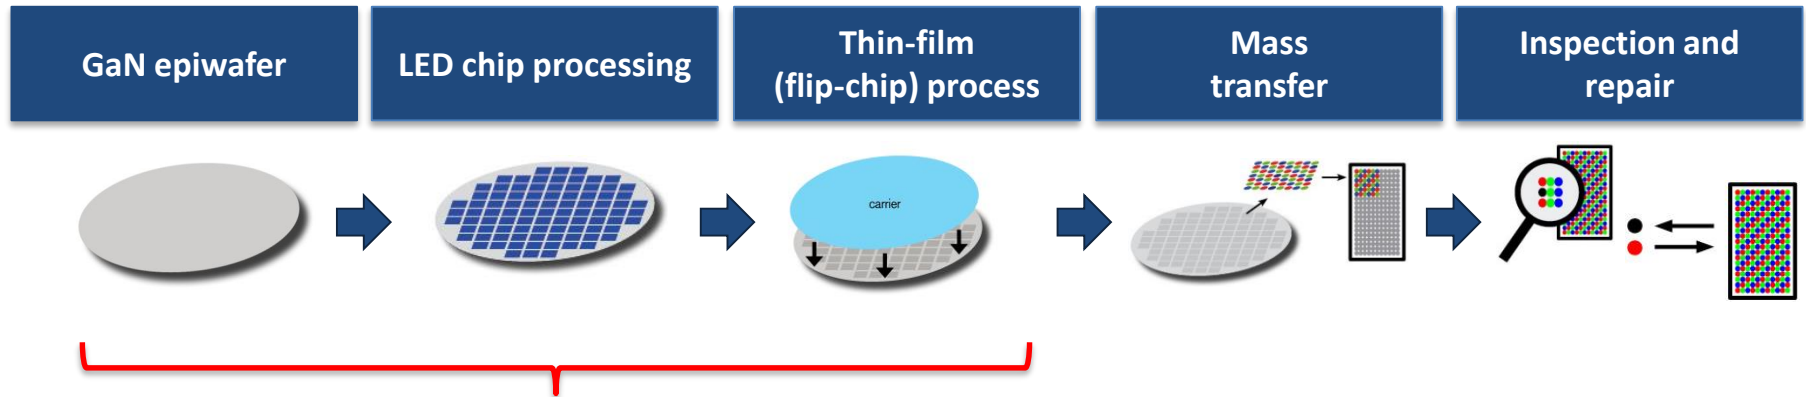 GaN epiwafer
LED chip processing
Thin-film
(flip-chip) process
Mass
transfer
Inspection and
repair
carrier